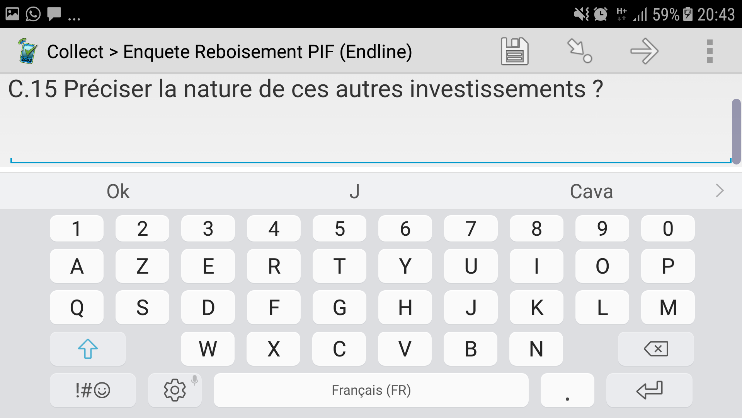 ... H+ 59% 20:43
Collect > Enquete Reboisement PIF (Endline)
C.15 Préciser la nature de ces autres investissements ?
Ok J Cava >
1 2 3 4 5 6 7 8 9 0
A Z E R T Y U I O P
Q S D F G H J K L M
W X C V B N
!#☺ Français (FR) .